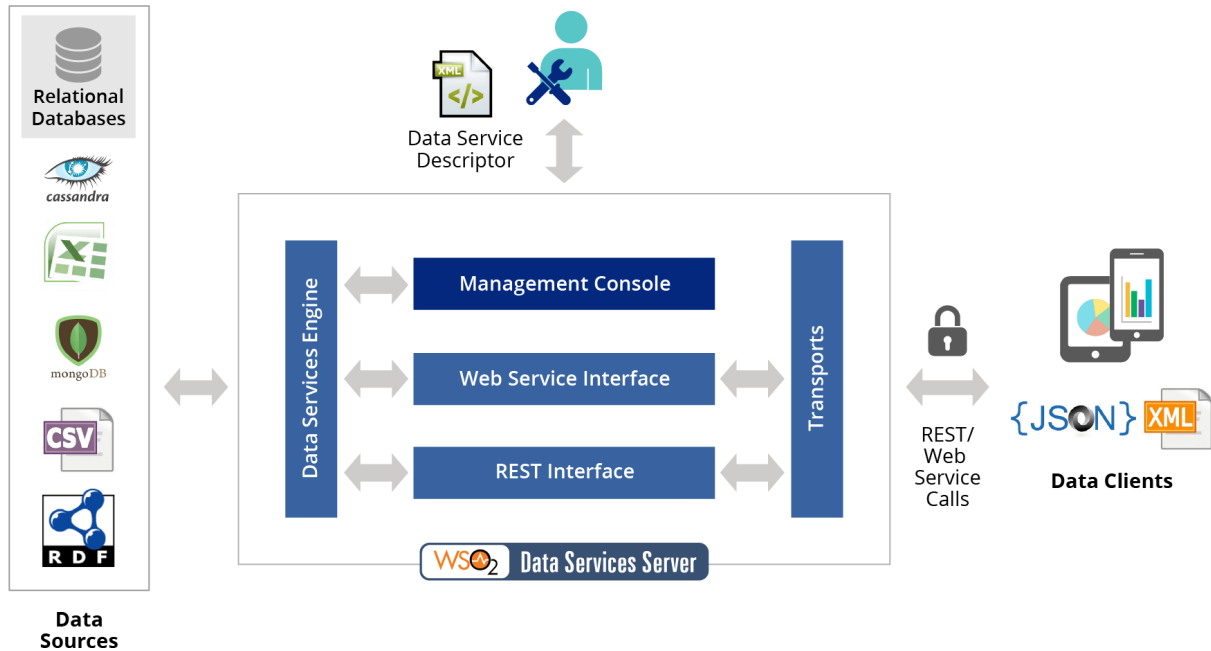 Relational
Databases
cassandra
X
mongoDB
CSV
RDF
Data
Sources
XML
</>
Data Service
Descriptor
Data Services Engine
Management Console
Web Service Interface
REST Interface
Transports
WSO2 Data Services Server
REST/
Web
Service
Calls
{JSON}
XML
Data Clients